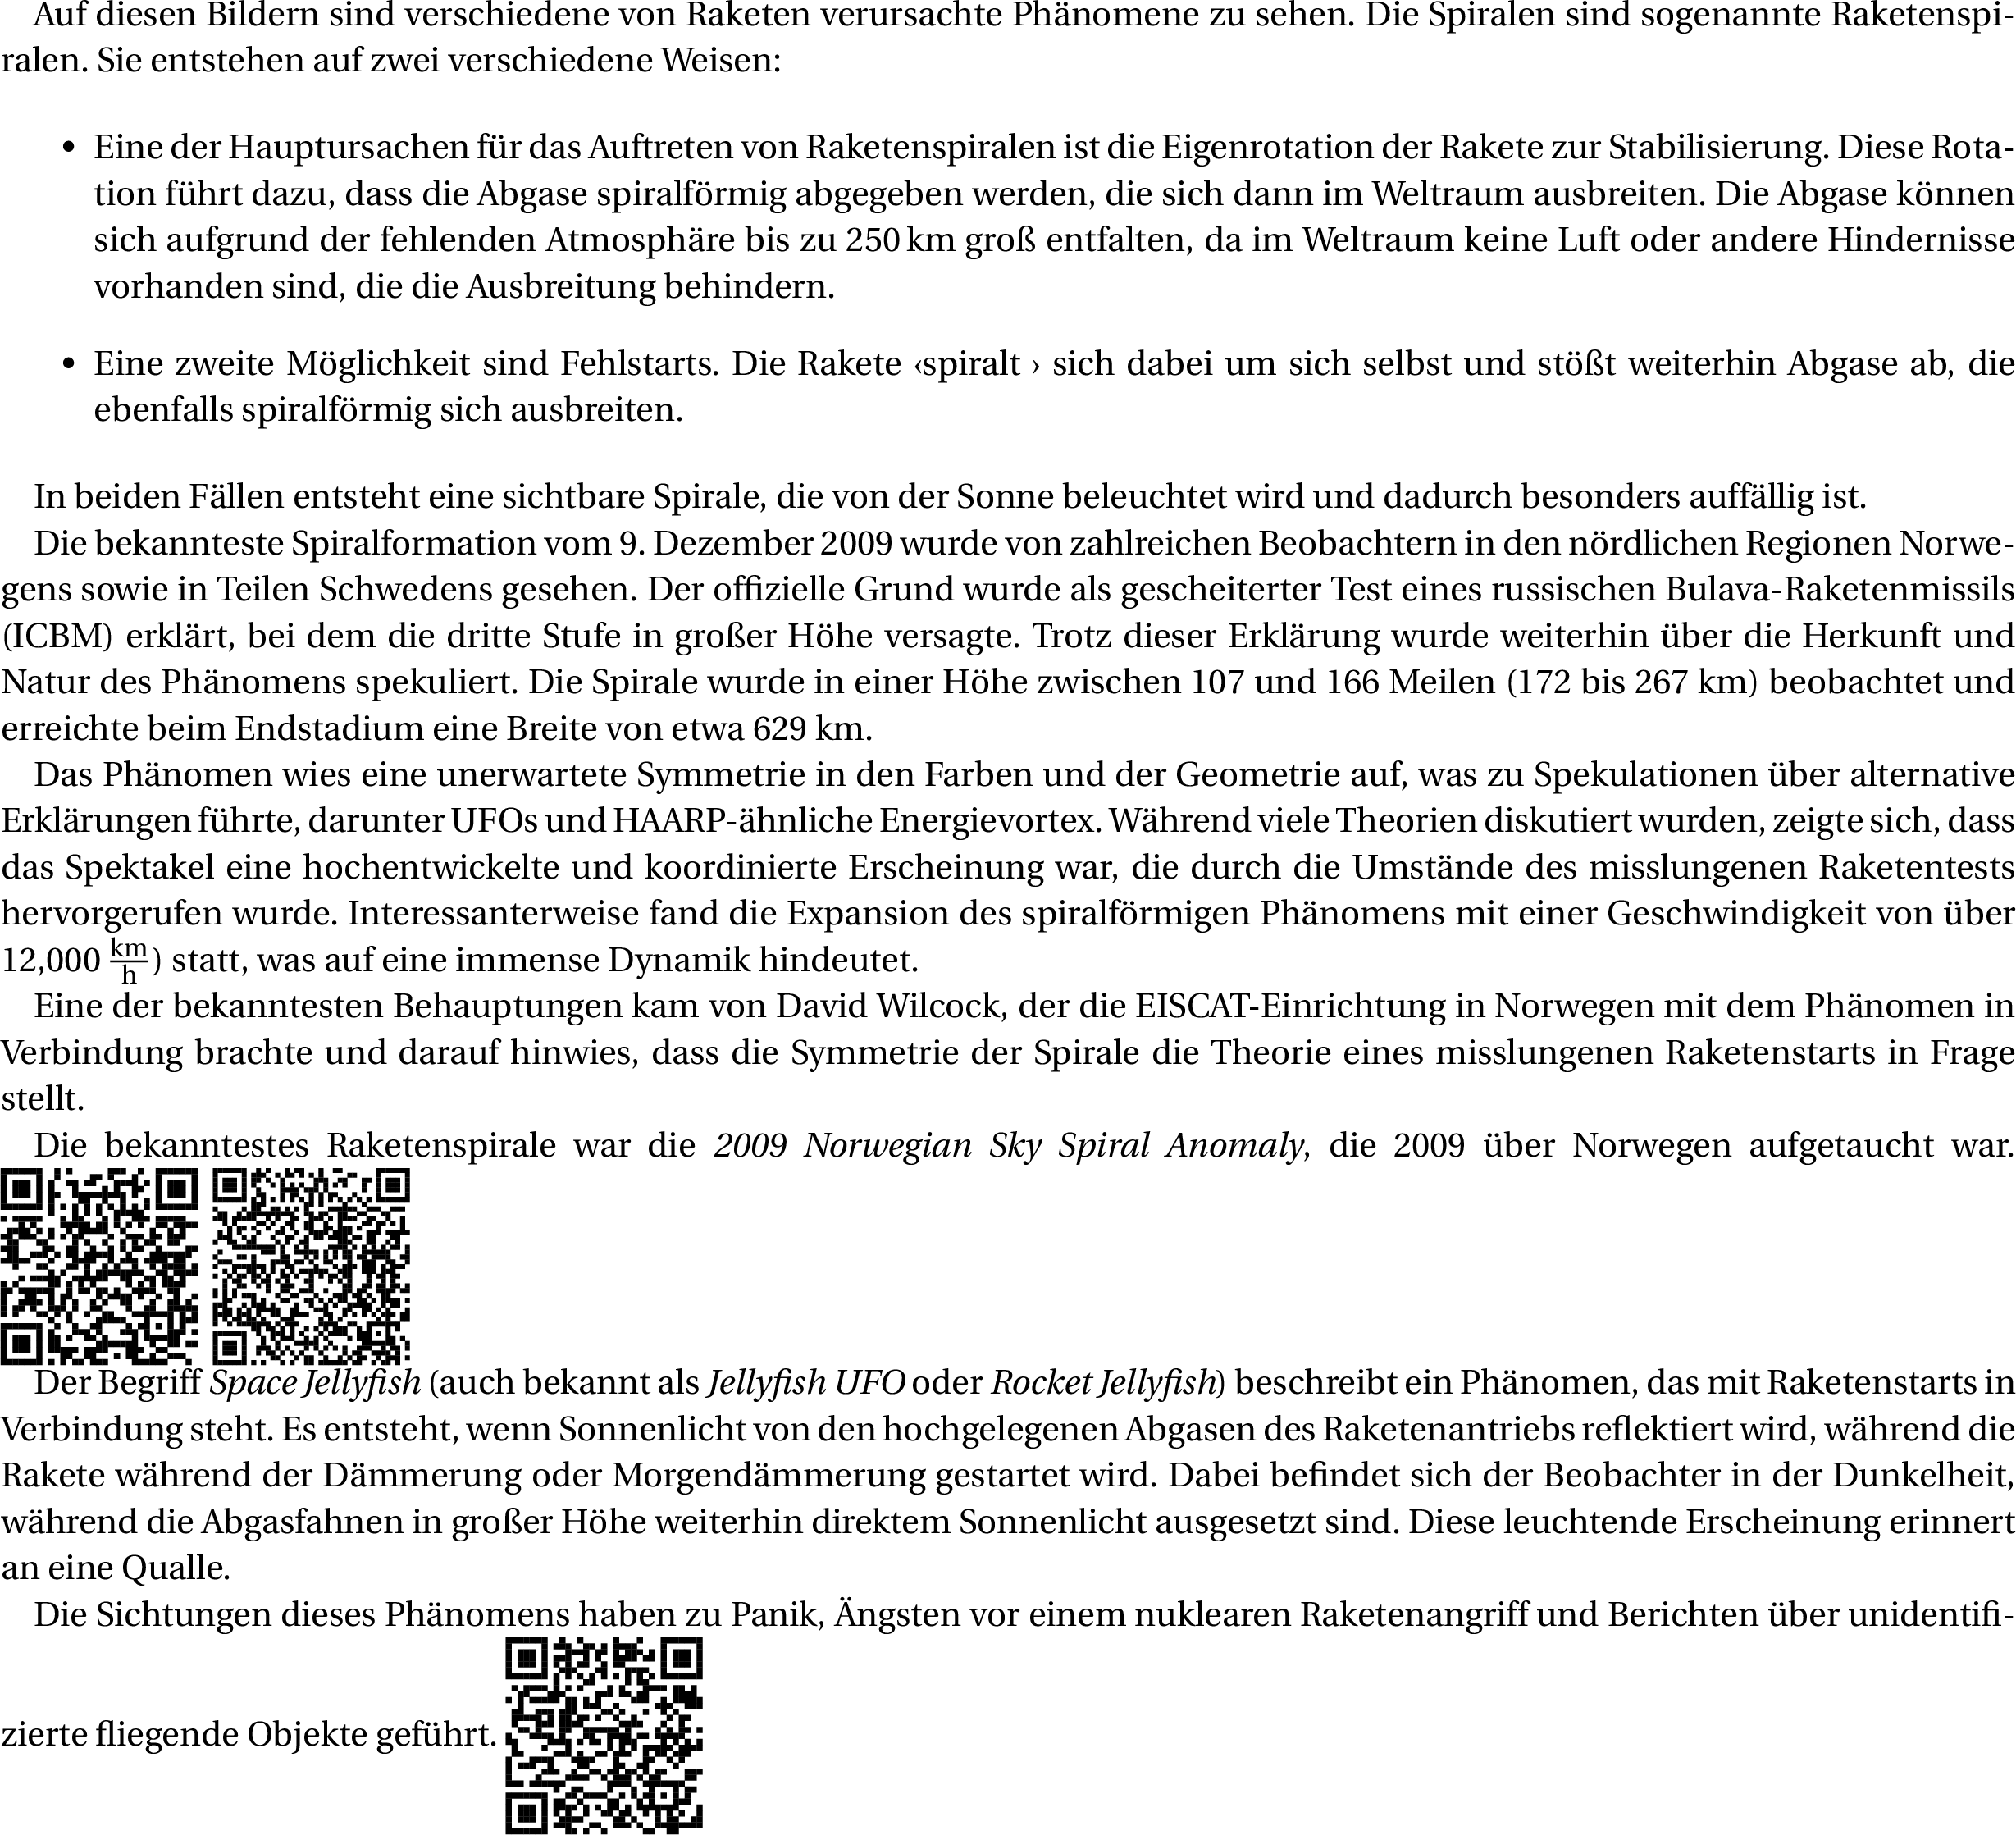 Auf diesen Bildern sind verschiedene von Raketen verursachte Phänomene zu sehen. Die Spiralen sind sogenannte Raketenspi-
ralen. Sie entstehen auf zwei verschiedene Weisen:
• Eine der Hauptursachen für das Auftreten von Raketenspiralen ist die Eigenrotation der Rakete zur Stabilisierung. Diese Rota-
tion führt dazu, dass die Abgase spiralförmig abgegeben werden, die sich dann im Weltraum ausbreiten. Die Abgase können
sich aufgrund der fehlenden Atmosphäre bis zu 250 km groß entfalten, da im Weltraum keine Luft oder andere Hindernisse
vorhanden sind, die die Ausbreitung behindern.
• Eine zweite Möglichkeit sind Fehlstarts. Die Rakete ‹spiralt › sich dabei um sich selbst und stößt weiterhin Abgase ab, die
ebenfalls spiralförmig sich ausbreiten.
In beiden Fällen entsteht eine sichtbare Spirale, die von der Sonne beleuchtet wird und dadurch besonders auffällig ist.
Die bekannteste Spiralformation vom 9. Dezember 2009 wurde von zahlreichen Beobachtern in den nördlichen Regionen Norwe-
gens sowie in Teilen Schwedens gesehen. Der offizielle Grund wurde als gescheiterter Test eines russischen Bulava-Raketenmissils
(ICBM) erklärt, bei dem die dritte Stufe in großer Höhe versagte. Trotz dieser Erklärung wurde weiterhin über die Herkunft und
Natur des Phänomens spekuliert. Die Spirale wurde in einer Höhe zwischen 107 und 166 Meilen (172 bis 267 km) beobachtet und
erreichte beim Endstadium eine Breite von etwa 629 km.
Das Phänomen wies eine unerwartete Symmetrie in den Farben und der Geometrie auf, was zu Spekulationen über alternative
Erklärungen führte, darunter UFOs und HAARP-ähnliche Energievortex. Während viele Theorien diskutiert wurden, zeigte sich, dass
das Spektakel eine hochentwickelte und koordinierte Erscheinung war, die durch die Umstände des misslungenen Raketentests
hervorgerufen wurde. Interessanterweise fand die Expansion des spiralförmigen Phänomens mit einer Geschwindigkeit von über
12,000 km/h) statt, was auf eine immense Dynamik hindeutet.
Eine der bekanntesten Behauptungen kam von David Wilcock, der die EISCAT-Einrichtung in Norwegen mit dem Phänomen in
Verbindung brachte und darauf hinwies, dass die Symmetrie der Spirale die Theorie eines misslungenen Raketenstarts in Frage
stellt.
Die bekanntestes Raketenspirale war die 2009 Norwegian Sky Spiral Anomaly, die 2009 über Norwegen aufgetaucht war.
Der Begriff Space Jellyfish (auch bekannt als Jellyfish UFO oder Rocket Jellyfish) beschreibt ein Phänomen, das mit Raketenstarts in
Verbindung steht. Es entsteht, wenn Sonnenlicht von den hochgelegenen Abgasen des Raketenantriebs reflektiert wird, während die
Rakete während der Dämmerung oder Morgendämmerung gestartet wird. Dabei befindet sich der Beobachter in der Dunkelheit,
während die Abgasfahnen in großer Höhe weiterhin direktem Sonnenlicht ausgesetzt sind. Diese leuchtende Erscheinung erinnert
an eine Qualle.
Die Sichtungen dieses Phänomens haben zu Panik, Ängsten vor einem nuklearen Raketenangriff und Berichten über unidentifi-
zierte fliegende Objekte geführt.